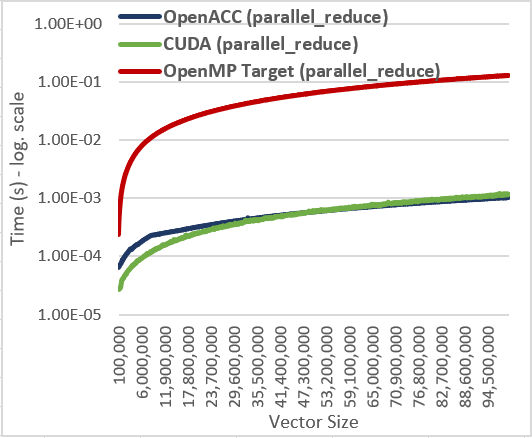 OpenACC (parallel_reduce)
CUDA (parallel_reduce)
OpenMP Target (parallel_reduce)
Time (s) - log. scale
1.00E+00
1.00E-01
1.00E-02
1.00E-03
1.00E-04
1.00E-05
100,000
6,000,000
11,900,000
17,800,000
23,700,000
29,600,000
35,500,000
41,400,000
47,300,000
53,200,000
59,100,000
65,000,000
70,900,000
76,800,000
82,700,000
88,600,000
94,500,000
Vector Size